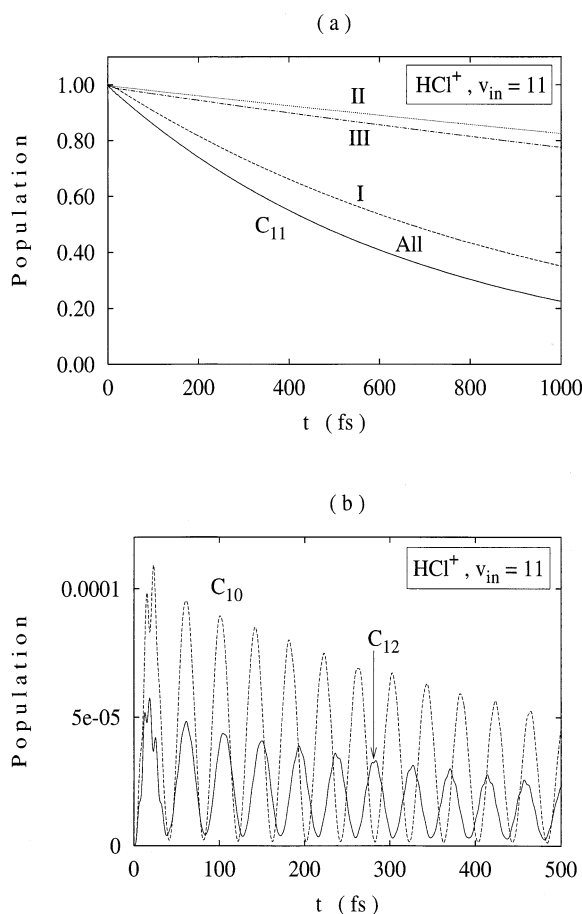 (a)
HCl⁺ , v_in = 11
1.00
0.80
0.60
0.40
0.20
0.00
Population
II
III
I
C₁₁
All
0 200 400 600 800 1000
t (fs)
(b)
HCl⁺ , v_in = 11
0.0001
5e-05
0
Population
C₁₀
C₁₂
0 100 200 300 400 500
t (fs)